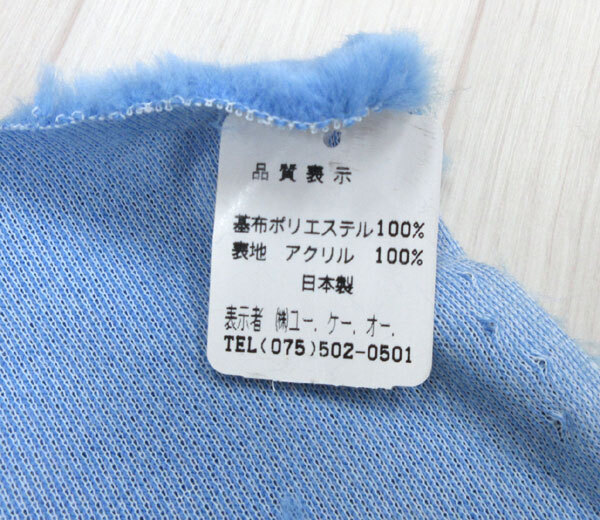 品質表示
基布ポリエステル100%
表地 アクリル 100%
日本製
表示者 ㈱ユー.ケー.オー.
TEL(075)502-0501